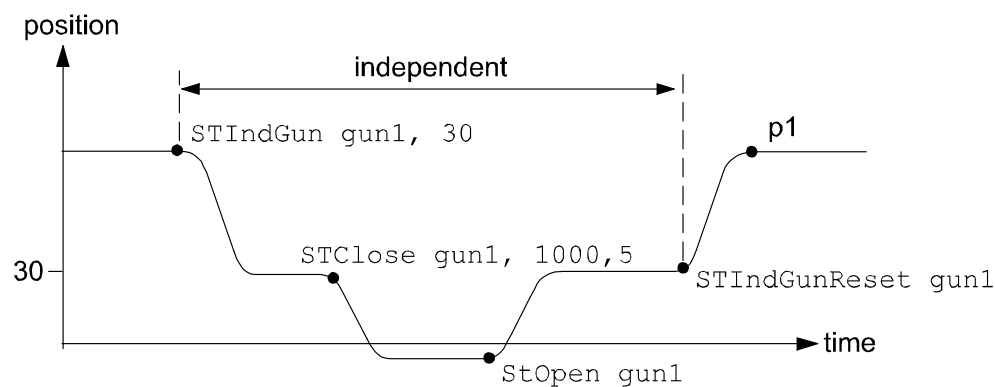 position
independent
STIndGun gun1, 30
p1
STClose gun1, 1000,5
30
STIndGunReset gun1
time
StOpen gun1